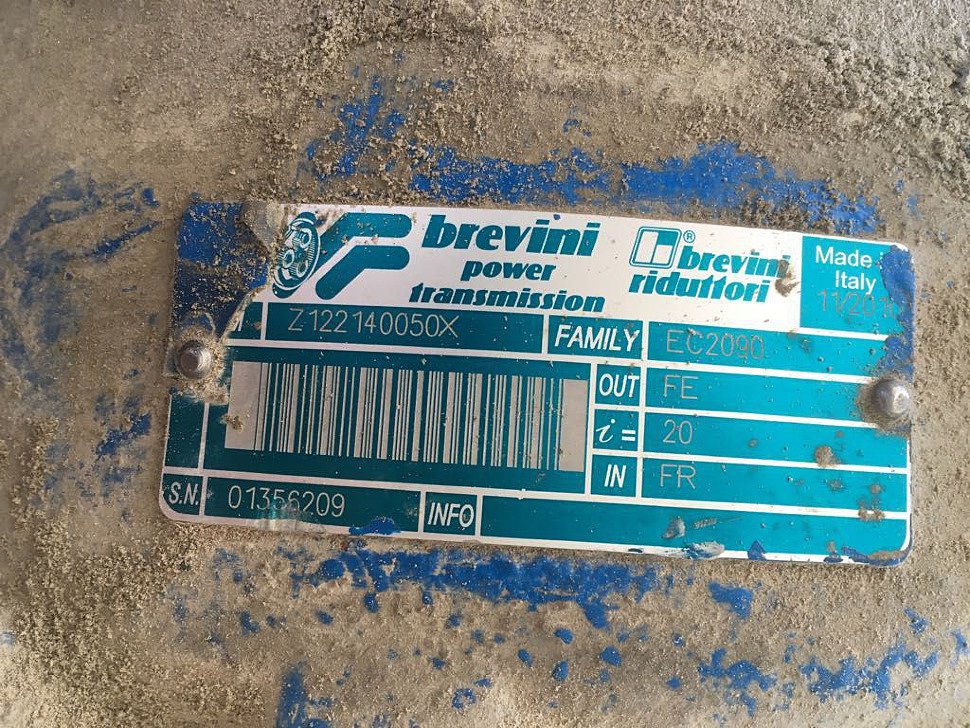 brevini
power
transmission
® brevini
riduttori
Made
Italy
Z122140050X
FAMILY EC2090
OUT FE
i = 20
IN FR
S.N. 01356209
INFO